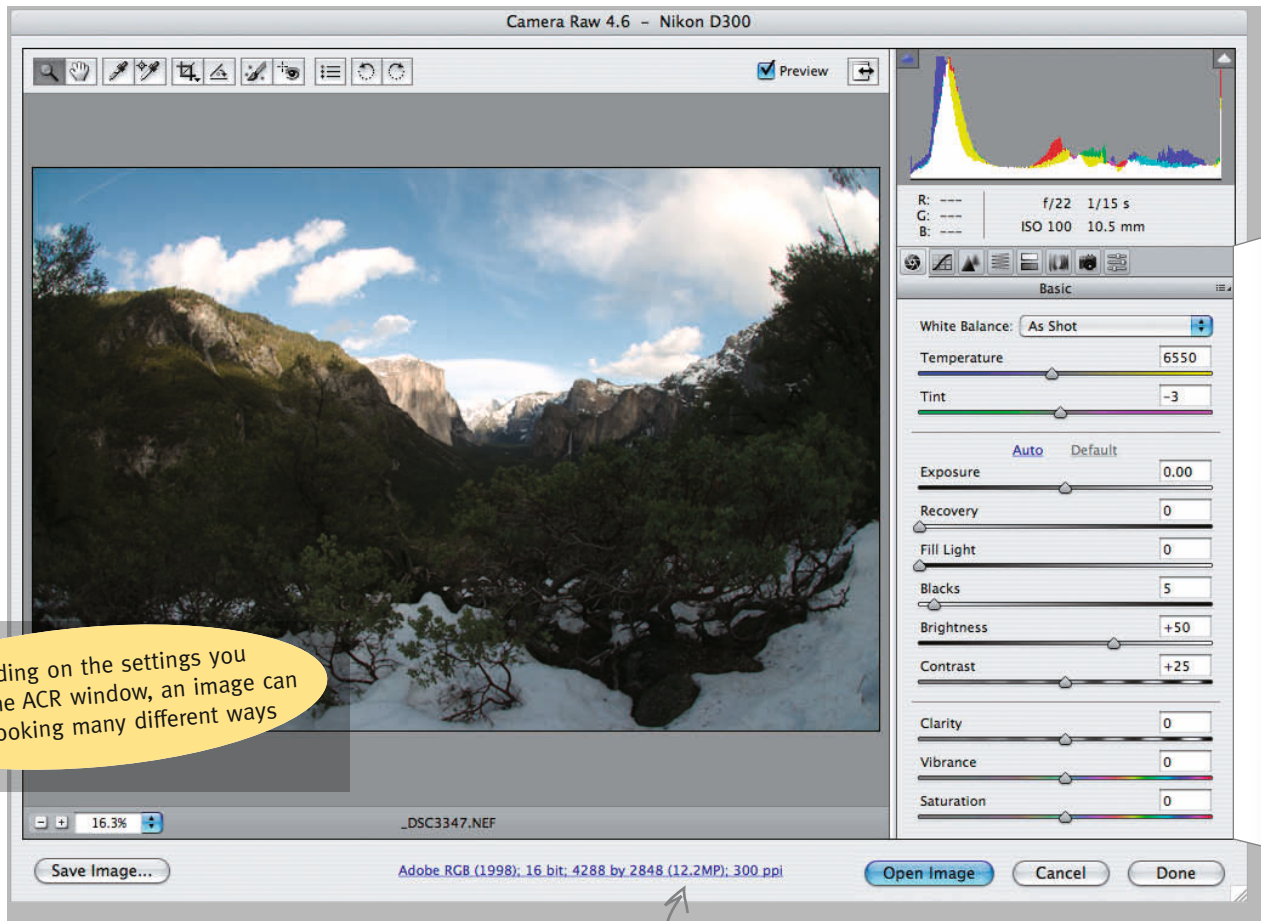 Camera Raw 4.6 – Nikon D300
Preview
R: ---
G: ---
B: ---
f/22 1/15 s
ISO 100 10.5 mm
Basic
White Balance: As Shot
Temperature 6550
Tint -3
Auto Default
Exposure 0.00
Recovery 0
Fill Light 0
Blacks 5
Brightness +50
Contrast +25
Clarity 0
Vibrance 0
Saturation 0
on the settings you
ACR window, an image can
many different ways
16.3%
_DSC3347.NEF
Save Image...
Adobe RGB (1998); 16 bit; 4288 by 2848 (12.2MP); 300 ppi
Open Image Cancel Done